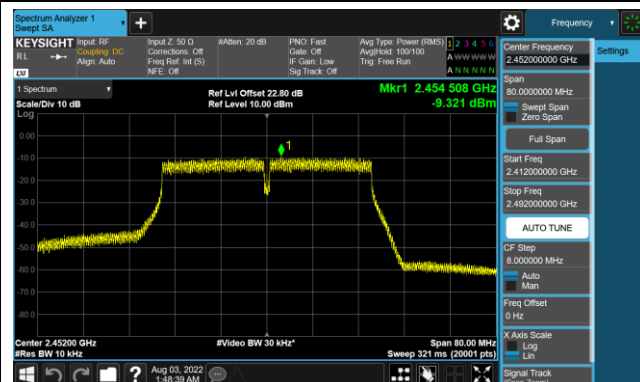 Spectrum Analyzer 1
Swept SA
Frequency
KEYSIGHT
RL
LXI
Input: RF
Coupling: DC
Align: Auto
Input Z: 50 Ω
Corrections: Off
Freq Ref: Int (S)
NFE: Off
#Atten: 20 dB
PNO: Fast
Gate: Off
IF Gain: Low
Sig Track: Off
Avg Type: Power (RMS)
Avg|Hold: 100/100
Trig: Free Run
1 2 3 4 5 6
A W W W W W
A N N N N N
1 Spectrum
Scale/Div 10 dB
Log
Ref Lvl Offset 22.80 dB
Ref Level 10.00 dBm
Mkr1 2.454 508 GHz
-9.321 dBm
1
0.00
-10.0
-20.0
-30.0
-40.0
-50.0
-60.0
-70.0
-80.0
Center 2.45200 GHz
#Res BW 10 kHz
#Video BW 30 kHz*
Span 80.00 MHz
Sweep 321 ms (20001 pts)
Aug 03, 2022
1:48:39 AM
Center Frequency
2.452000000 GHz
Span
80.0000000 MHz
Swept Span
Zero Span
Full Span
Start Freq
2.412000000 GHz
Stop Freq
2.492000000 GHz
AUTO TUNE
CF Step
8.000000 MHz
Auto
Man
Freq Offset
0 Hz
X Axis Scale
Log
Lin
Signal Track
Settings